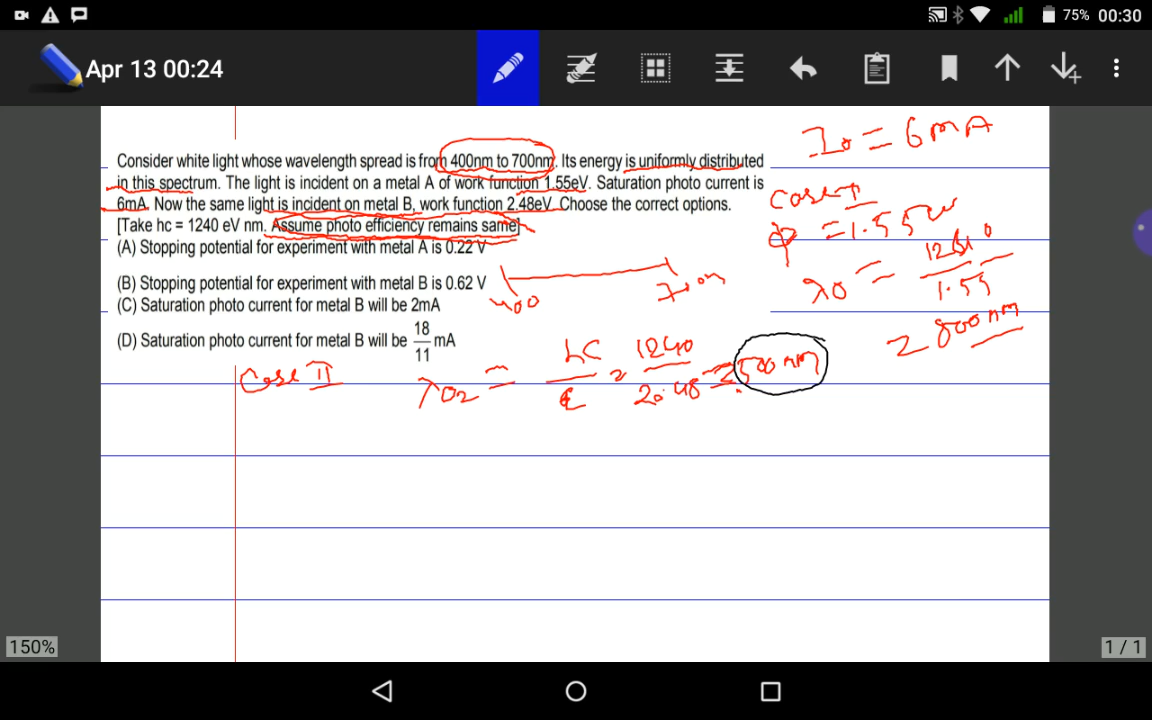 75% 00:30
Apr 13 00:24
Consider white light whose wavelength spread is from 400nm to 700nm. Its energy is uniformly distributed
in this spectrum. The light is incident on a metal A of work function 1.55eV. Saturation photo current is
6mA. Now the same light is incident on metal B, work function 2.48eV. Choose the correct options.
[Take hc = 1240 eV nm. Assume photo efficiency remains same]
(A) Stopping potential for experiment with metal A is 0.22 V
(B) Stopping potential for experiment with metal B is 0.62 V
(C) Saturation photo current for metal B will be 2mA
(D) Saturation photo current for metal B will be 18/11 mA
I0 = 6mA
Case I
ϕ = 1.55 ev
λ0 = 1240/1.55
= 800nm
400 700nm
Case II
λ02 = hc/ϵ = 1240/2.48 = 500nm
150%
1 / 1